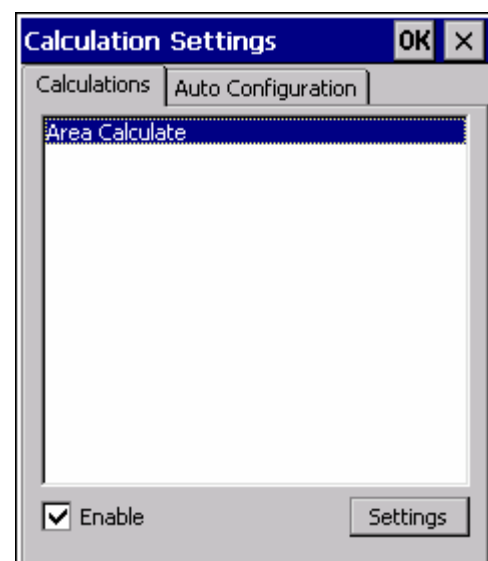 Calculation Settings OK ×
Calculations Auto Configuration
Area Calculate
Enable Settings